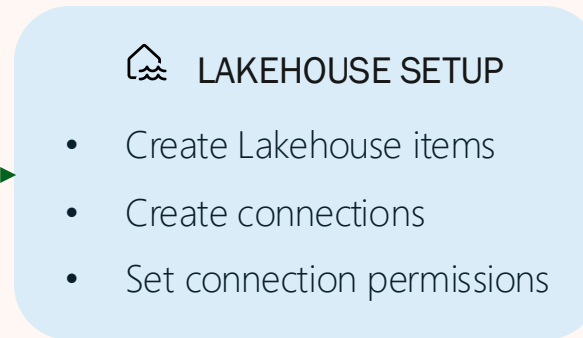 LAKEHOUSE SETUP
• Create Lakehouse items
• Create connections
• Set connection permissions